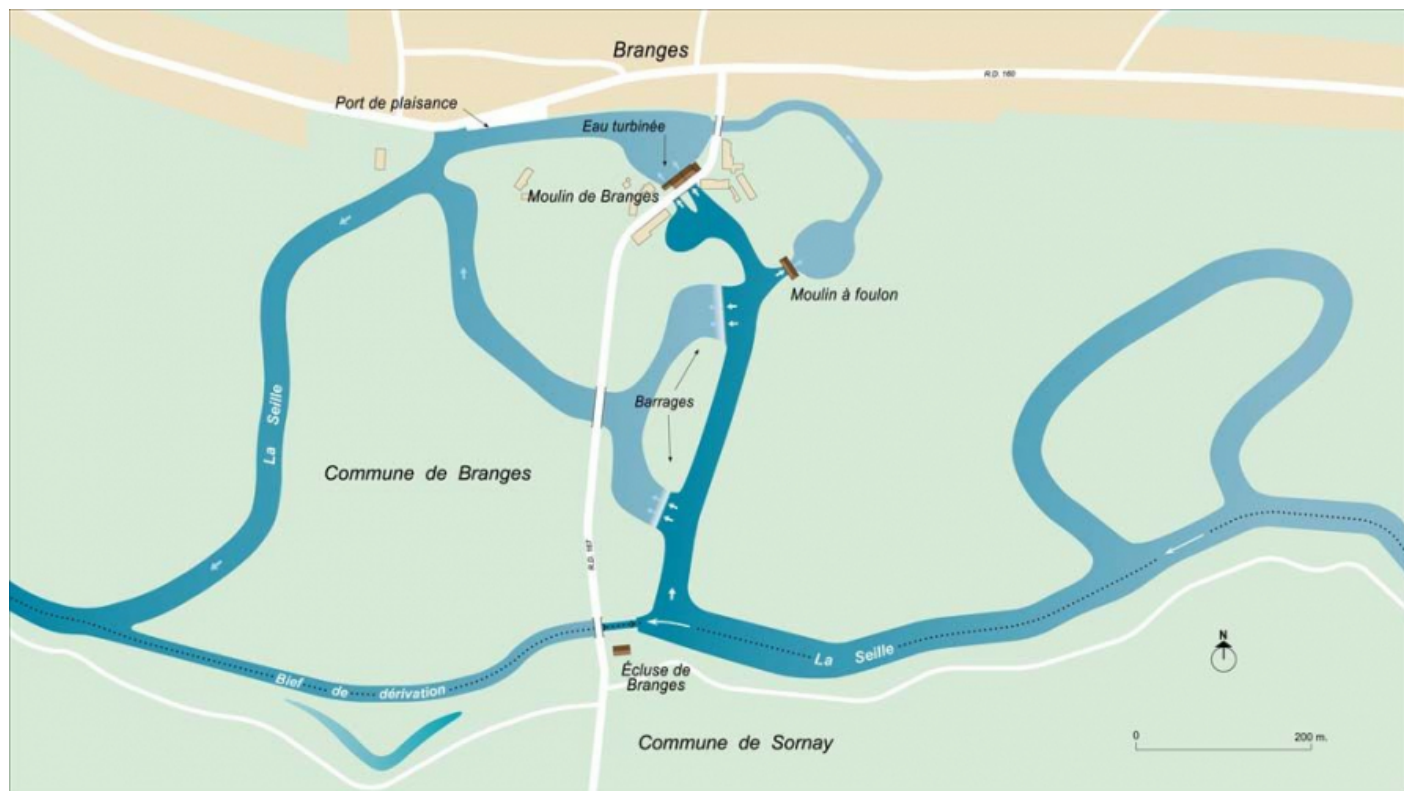 Branges
R.D. 160
Port de plaisance
Eau turbinée
Moulin de Branges
Moulin à foulon
Barrages
La Seille
Commune de Branges
R.D. 167
N
La Seille
Écluse de
Branges
Bief de dérivation
Commune de Sornay
0 200 m.